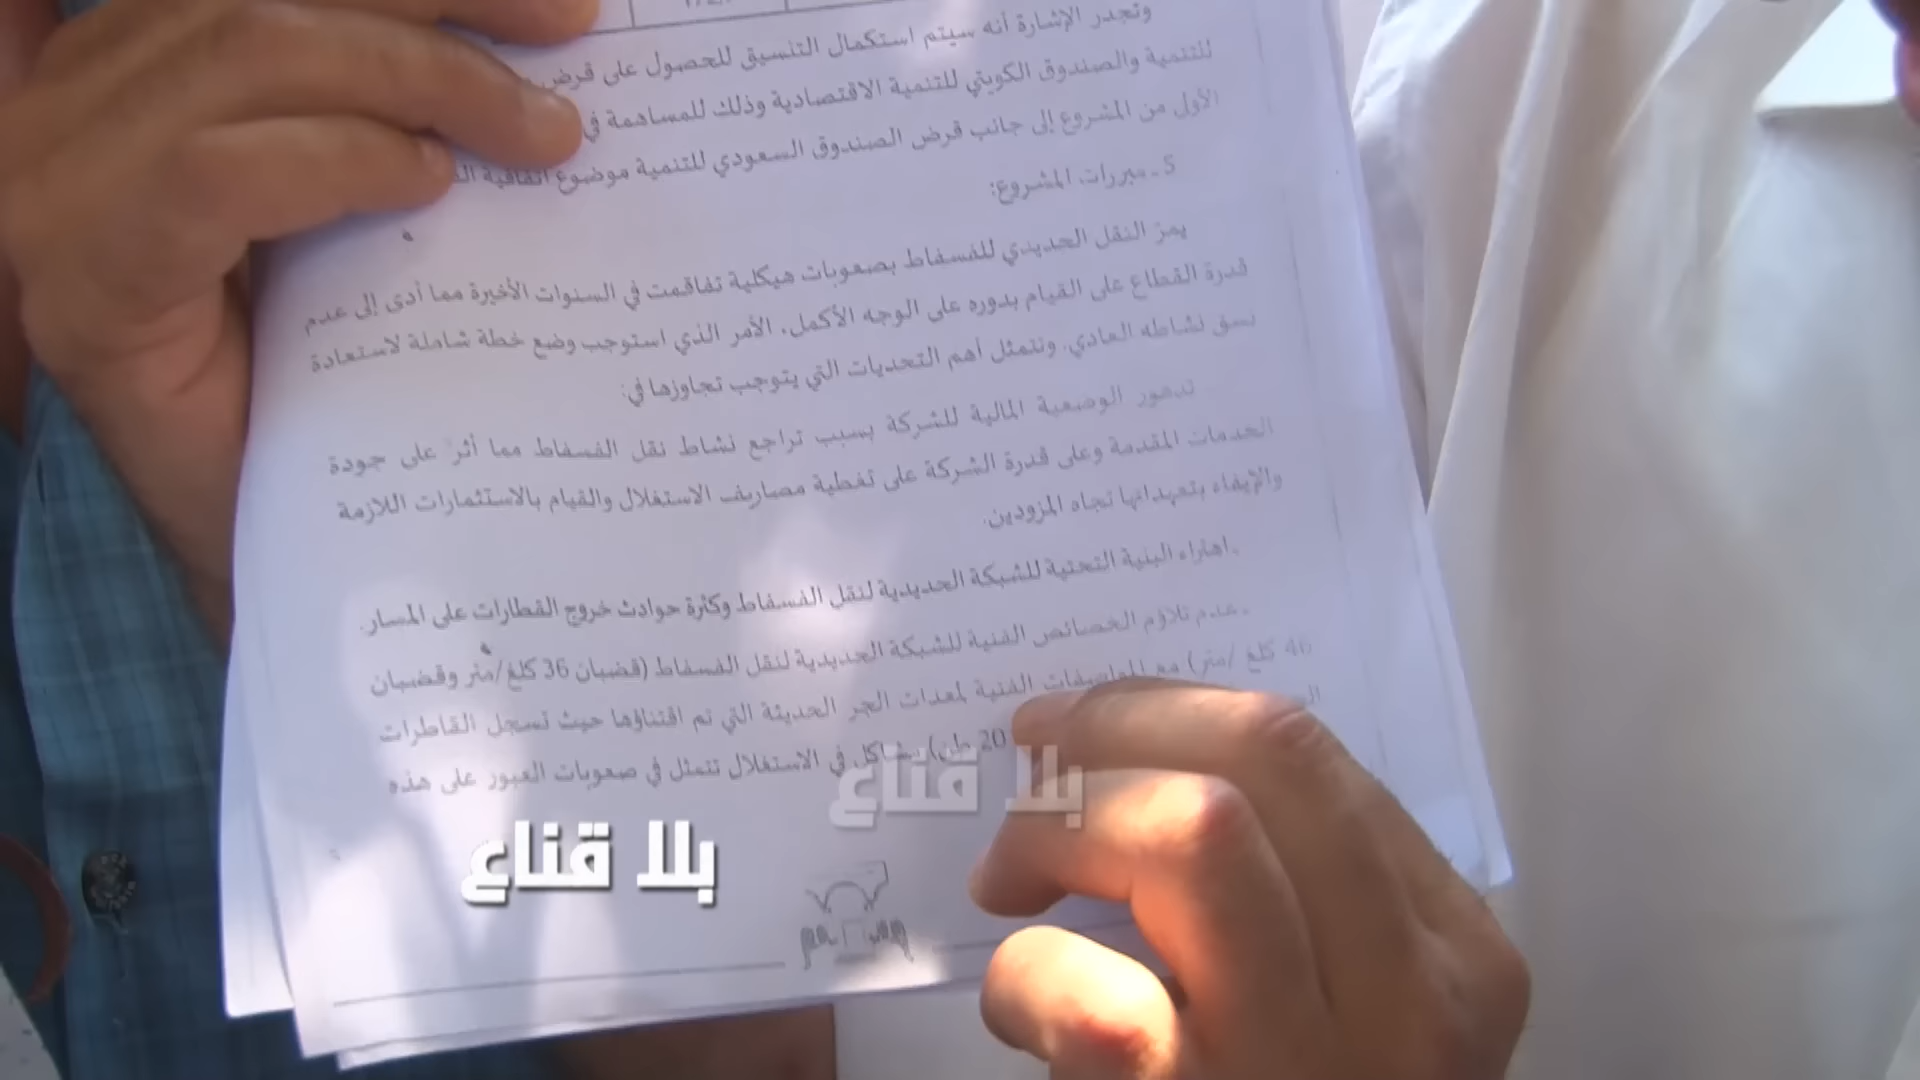 وتجدر الإشارة أنه سيتم استكمال التنسيق للحصول على قرض
للتنمية والصندوق الكويتي للتنمية الاقتصادية وذلك للمساهمة في
الأول من المشروع إلى جانب قرض الصندوق السعودي للتنمية موضوع اتفاقية
5 ـ مبررات المشروع:
يمرّ النقل الحديدي للفسفاط بصعوبات هيكلية تفاقمت في السنوات الأخيرة مما أدى إلى عدم
قدرة القطاع على القيام بدوره على الوجه الأكمل، الأمر الذي استوجب وضع خطة شاملة لاستعادة
نسق نشاطه العادي. وتتمثل أهم التحديات التي يتوجب تجاوزها في:
تدهور الوضعية المالية للشركة بسبب تراجع نشاط نقل الفسفاط مما أثر على جودة
الخدمات المقدمة وعلى قدرة الشركة على تغطية مصاريف الاستغلال والقيام بالاستثمارات اللازمة
والإيفاء بتعهداتها تجاه المزودين.
ـ اهتراء البنية التحتية للشبكة الحديدية لنقل الفسفاط وكثرة حوادث خروج القطارات على المسار.
ـ عدم تلاؤم الخصائص الفنية للشبكة الحديدية لنقل الفسفاط (قضبان 36 كلغ/متر وقضبان
46 كلغ /متر) مع المواصفات الفنية لمعدات الجر الحديثة التي تم اقتناؤها حيث تسجل القاطرات
20 طن) مشاكل في الاستغلال تتمثل في صعوبات العبور على هذه
بلا قناع
بلا قناع